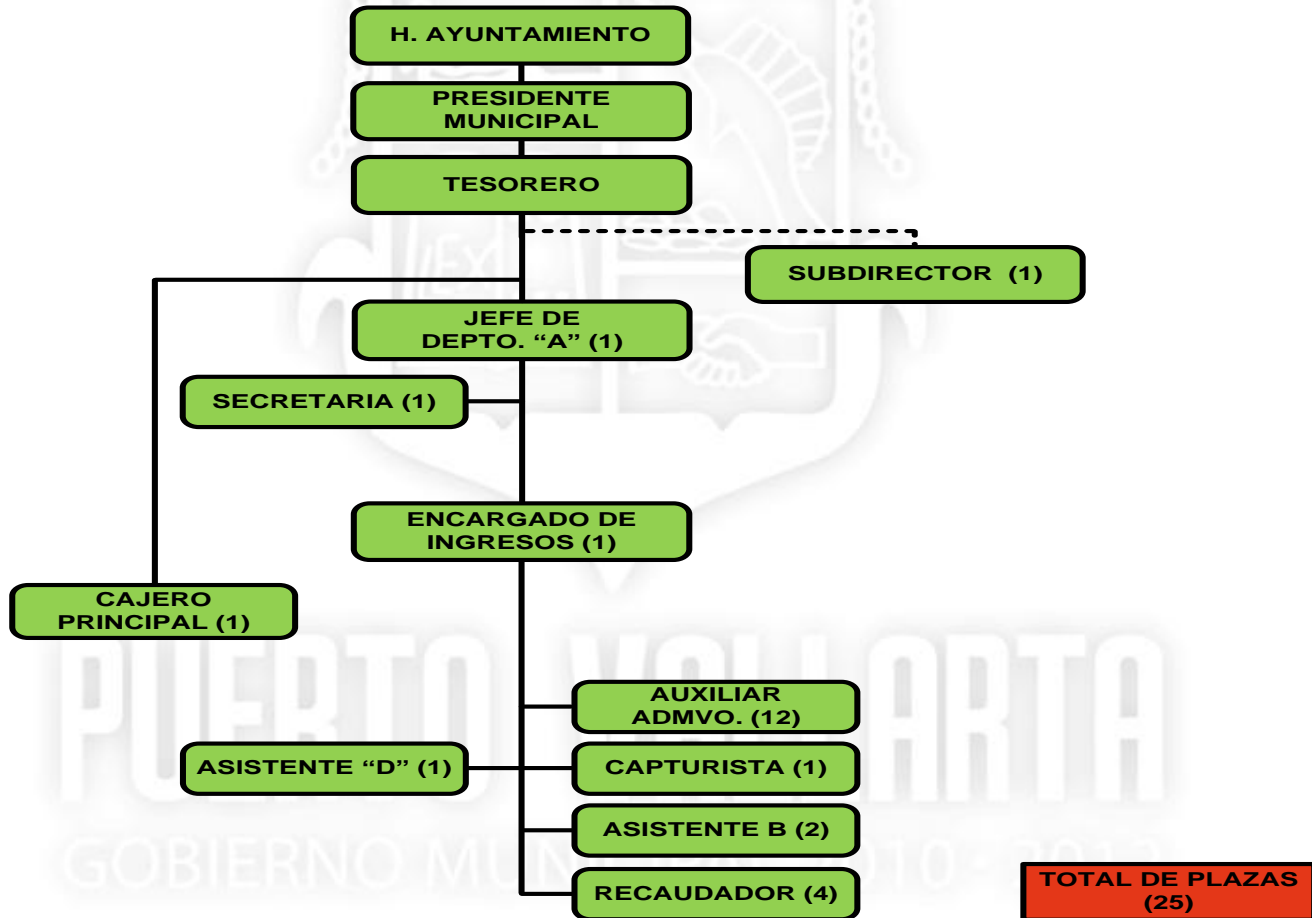 H. AYUNTAMIENTO
PRESIDENTE
MUNICIPAL
TESORERO
SUBDIRECTOR (1)
JEFE DE
DEPTO. “A” (1)
SECRETARIA (1)
ENCARGADO DE
INGRESOS (1)
CAJERO
PRINCIPAL (1)
AUXILIAR
ADMVO. (12)
ASISTENTE “D” (1)
CAPTURISTA (1)
ASISTENTE B (2)
RECAUDADOR (4)
TOTAL DE PLAZAS
(25)
PUERTO VALLARTA
GOBIERNO MUNICIPAL 2010 - 2012